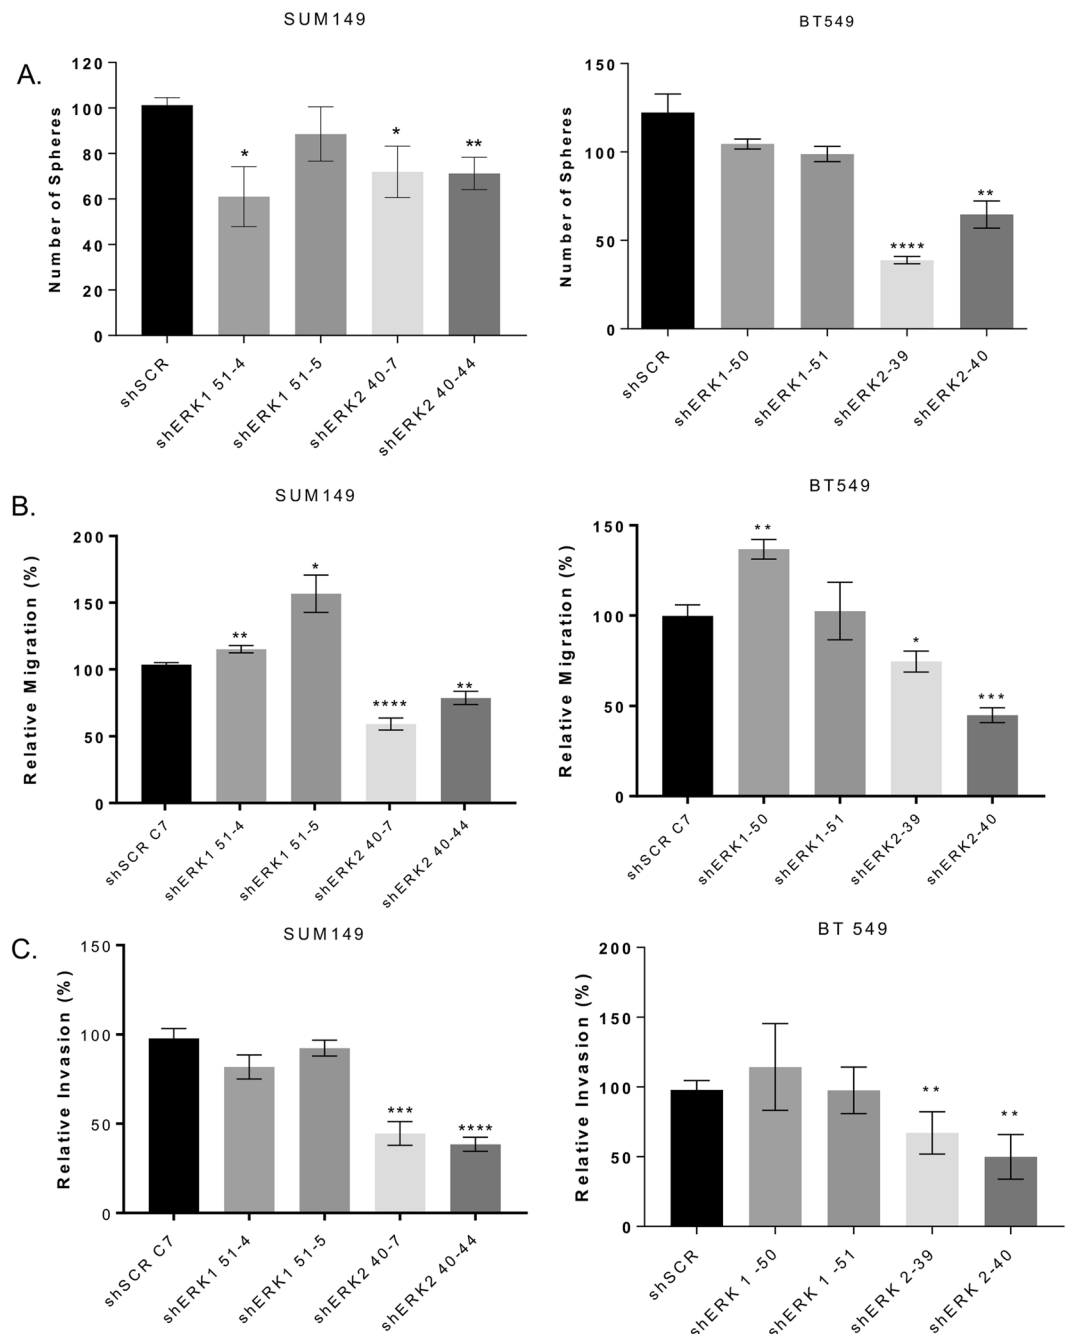 SUM149
BT549
A.
Number of Spheres
120
100
80
60
40
20
0
*
*
**
shSCR
shERK1 51-4
shERK1 51-5
shERK2 40-7
shERK2 40-44
Number of Spheres
150
100
50
0
****
**
shSCR
shERK1-50
shERK1-51
shERK2-39
shERK2-40
B.
SUM149
BT549
Relative Migration (%)
200
150
100
50
0
**
*
****
**
shSCR C7
shERK1 51-4
shERK1 51-5
shERK2 40-7
shERK2 40-44
Relative Migration (%)
150
100
50
0
**
*
***
shSCR C7
shERK1-50
shERK1-51
shERK2-39
shERK2-40
C.
SUM149
BT 549
Relative Invasion (%)
150
100
50
0
***
****
shSCR C7
shERK1 51-4
shERK1 51-5
shERK2 40-7
shERK2 40-44
Relative Invasion (%)
200
150
100
50
0
**
**
shSCR
shERK 1 -50
shERK 1 -51
shERK 2-39
shERK 2-40